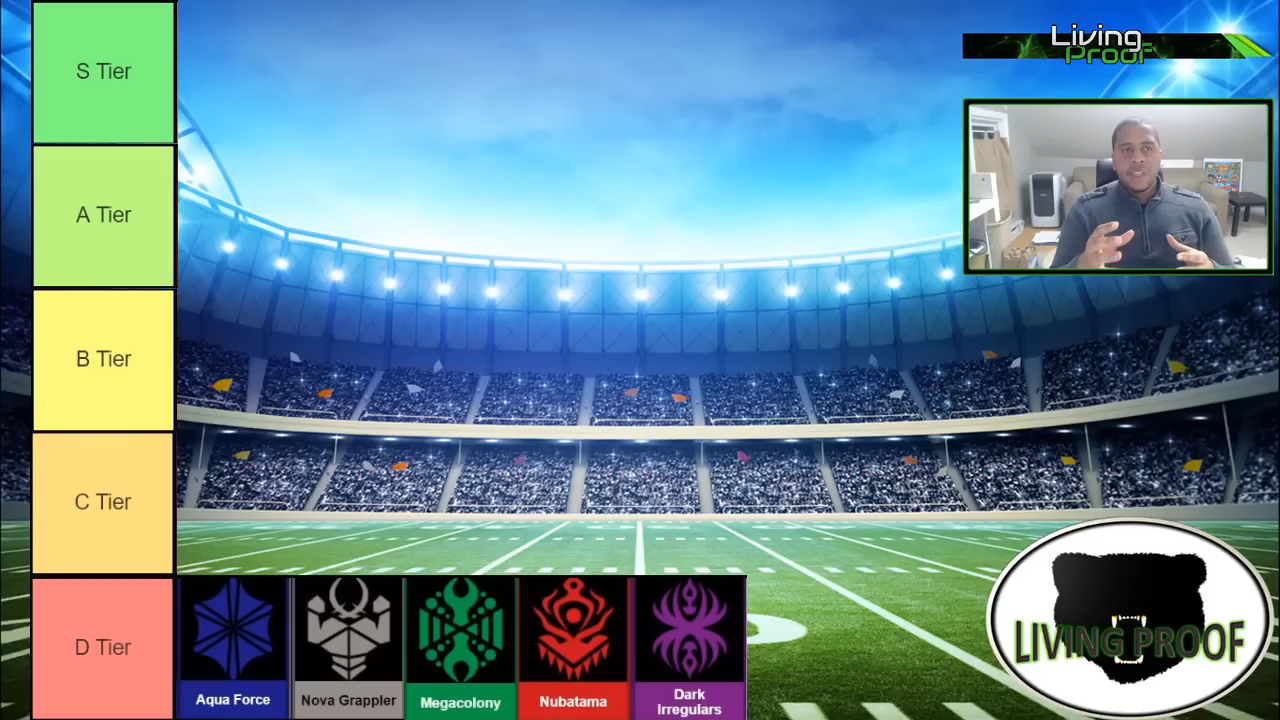 S Tier
A Tier
B Tier
C Tier
D Tier
Aqua Force
Nova Grappler
Megacolony
Nubatama
Dark
Irregulars
Living
Proof
LIVING PROOF